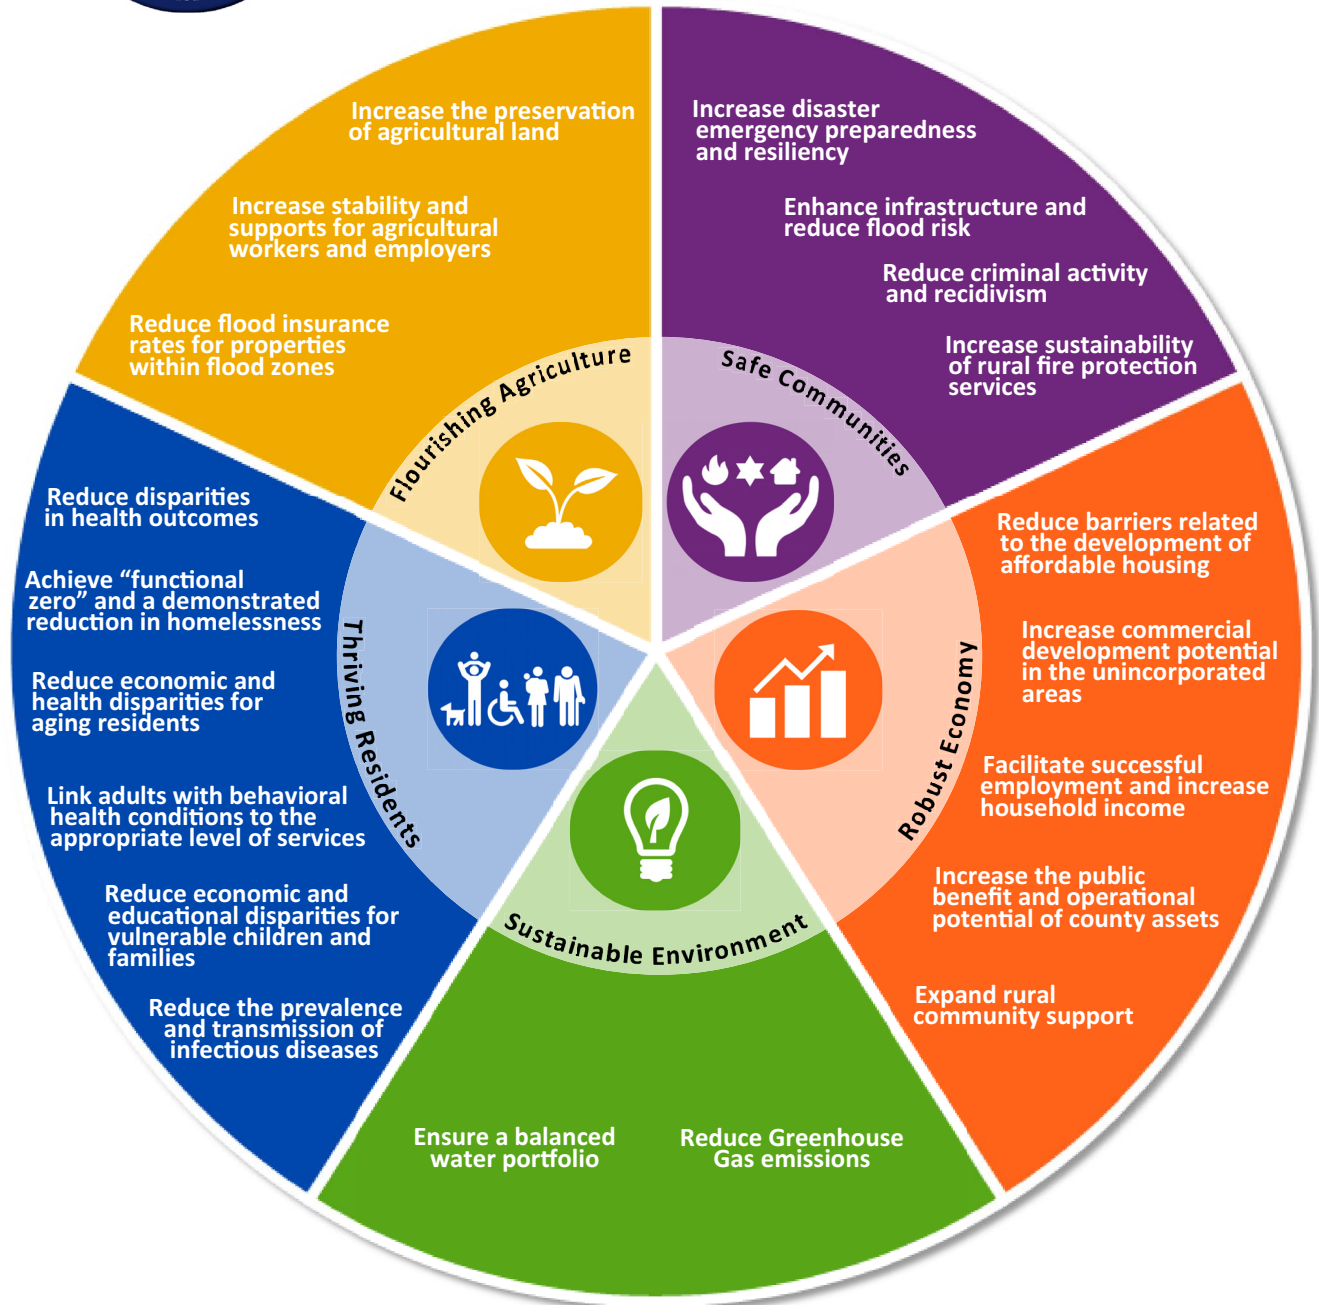 Increase the preservation
of agricultural land
Increase stability and
supports for agricultural
workers and employers
Reduce flood insurance
rates for properties
within flood zones
Flourishing Agriculture
Increase disaster
emergency preparedness
and resiliency
Enhance infrastructure and
reduce flood risk
Reduce criminal activity
and recidivism
Increase sustainability
of rural fire protection
services
Safe Communities
Reduce barriers related
to the development of
affordable housing
Increase commercial
development potential
in the unincorporated
areas
Facilitate successful
employment and increase
household income
Increase the public
benefit and operational
potential of county assets
Expand rural
community support
Robust Economy
Sustainable Environment
Ensure a balanced
water portfolio
Reduce Greenhouse
Gas emissions
Reduce disparities
in health outcomes
Achieve “functional
zero” and a demonstrated
reduction in homelessness
Reduce economic and
health disparities for
aging residents
Link adults with behavioral
health conditions to the
appropriate level of services
Reduce economic and
educational disparities for
vulnerable children and
families
Reduce the prevalence
and transmission of
infectious diseases
Thriving Residents